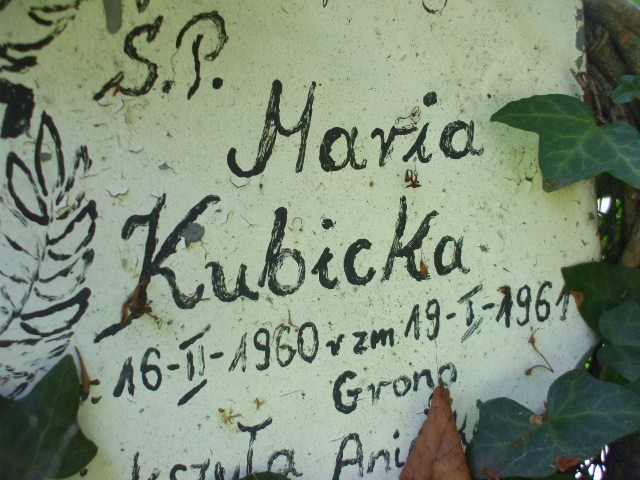 S.P.
Maria
Kubicka
16-II-1960 r zm 19-I-1961
Grono